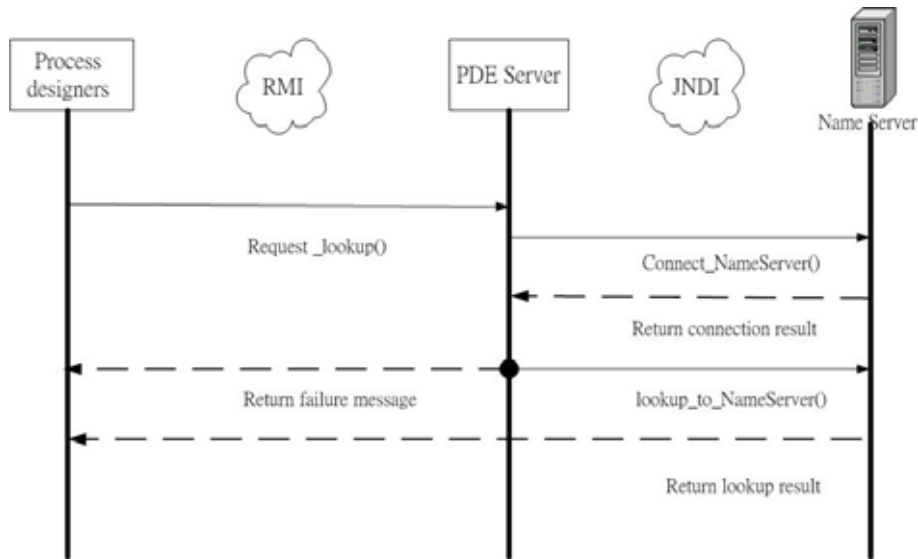 Process
designers
RMI
PDE Server
JNDI
Name Server
Request _lookup()
Connect_NameServer()
Return connection result
Return failure message
lookup_to_NameServer()
Return lookup result